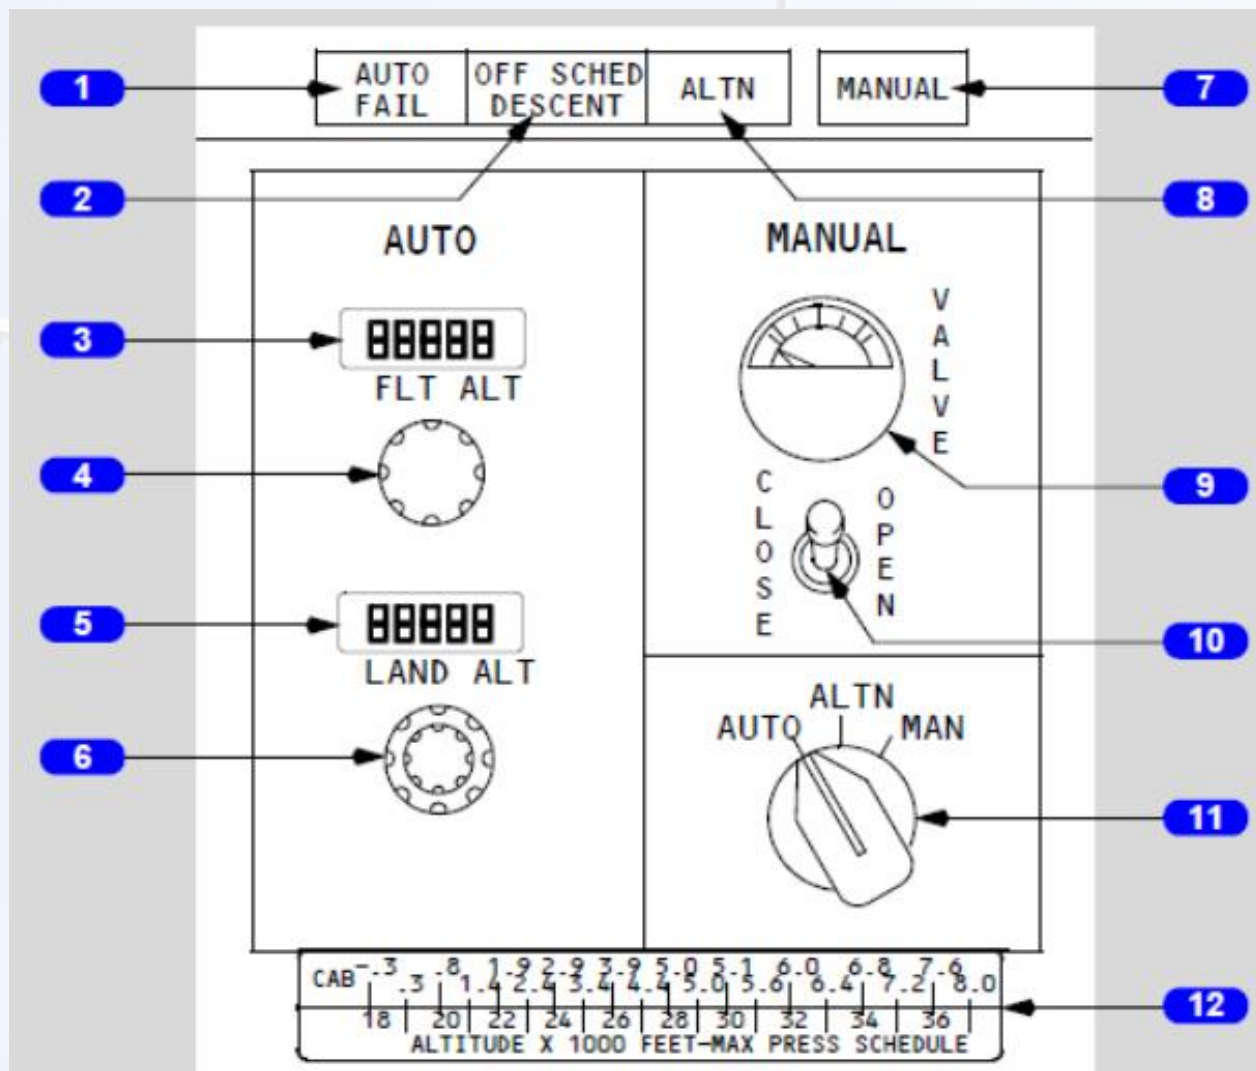 1
AUTO FAIL
OFF SCHED DESCENT
ALTN
MANUAL
7
2
8
AUTO
MANUAL
VALVE
3
88888
FLT ALT
4
9
CLOSE
OPEN
5
88888
LAND ALT
10
ALTN
AUTO
MAN
6
11
CAB -.3 .3 .8 1.4 1.9 2.4 2.9 3.4 3.9 4.4 5.0 5.0 5.1 5.6 6.0 6.4 6.8 7.2 7.6 8.0
18 20 22 24 26 28 30 32 34 36
ALTITUDE X 1000 FEET-MAX PRESS SCHEDULE
12